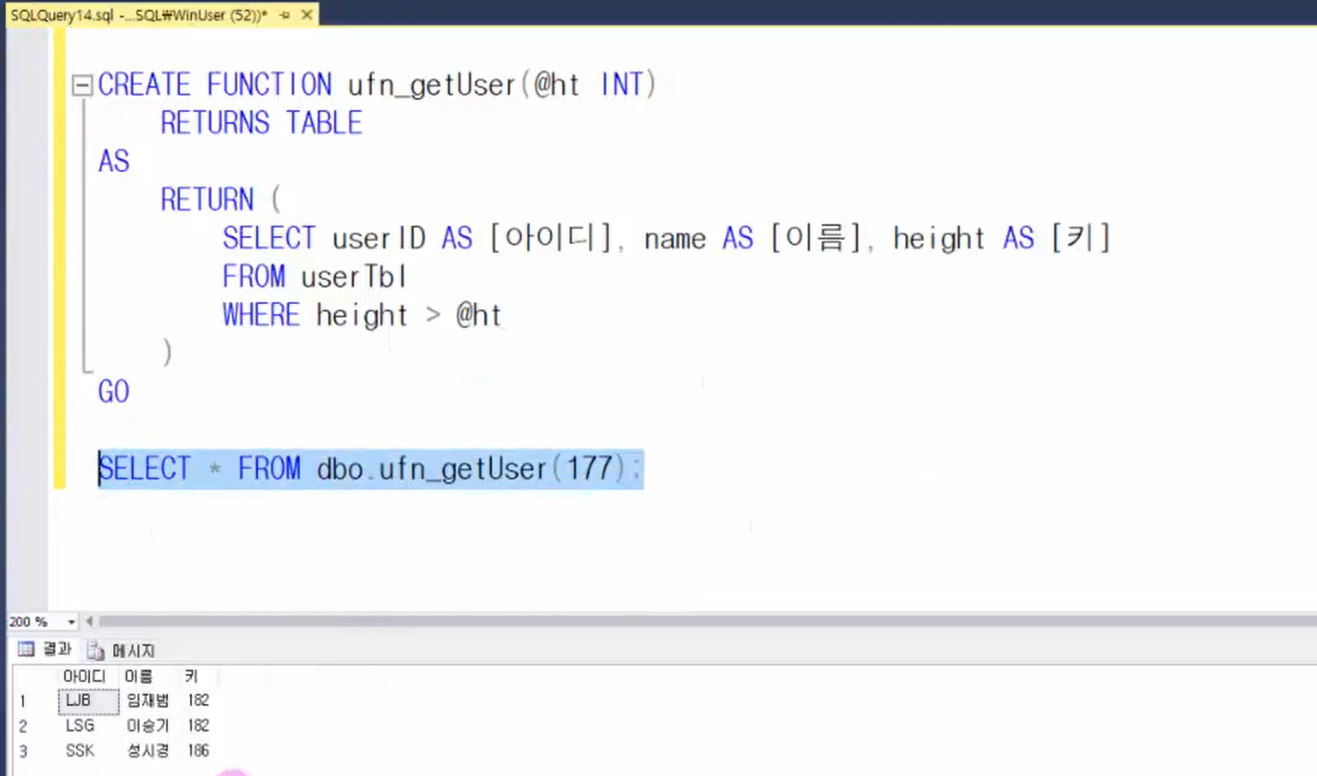 SQLQuery14.sql -...SQL₩WinUser (52))*
CREATE FUNCTION ufn_getUser(@ht INT)
RETURNS TABLE
AS
RETURN (
SELECT userID AS [아이디], name AS [이름], height AS [키]
FROM userTbl
WHERE height > @ht
)
GO
SELECT * FROM dbo.ufn_getUser(177);
200 %
결과 메시지
아이디 이름 키
1 LJB 임재범 182
2 LSG 이승기 182
3 SSK 성시경 186